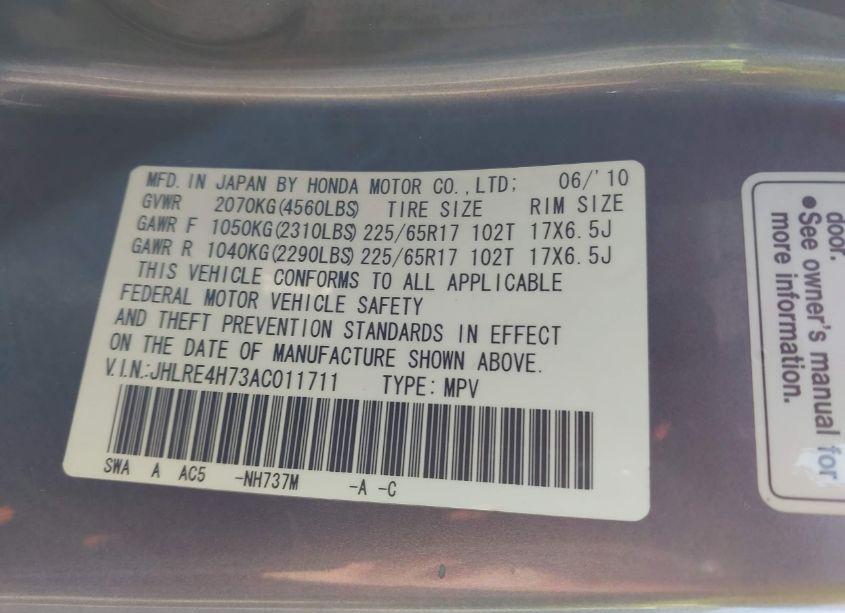 MFD. IN JAPAN BY HONDA MOTOR CO.,LTD; 06/'10
GVWR 2070KG(4560LBS) TIRE SIZE RIM SIZE
GAWR F 1050KG(2310LBS) 225/65R17 102T 17X6.5J
GAWR R 1040KG(2290LBS) 225/65R17 102T 17X6.5J
THIS VEHICLE CONFORMS TO ALL APPLICABLE
FEDERAL MOTOR VEHICLE SAFETY
AND THEFT PREVENTION STANDARDS IN EFFECT
ON THE DATE OF MANUFACTURE SHOWN ABOVE.
V.I.N.:JHLRE4H73AC011711 TYPE: MPV
SWA A AC5 -NH737M -A -C
door.
●See owner's manual for
more information.